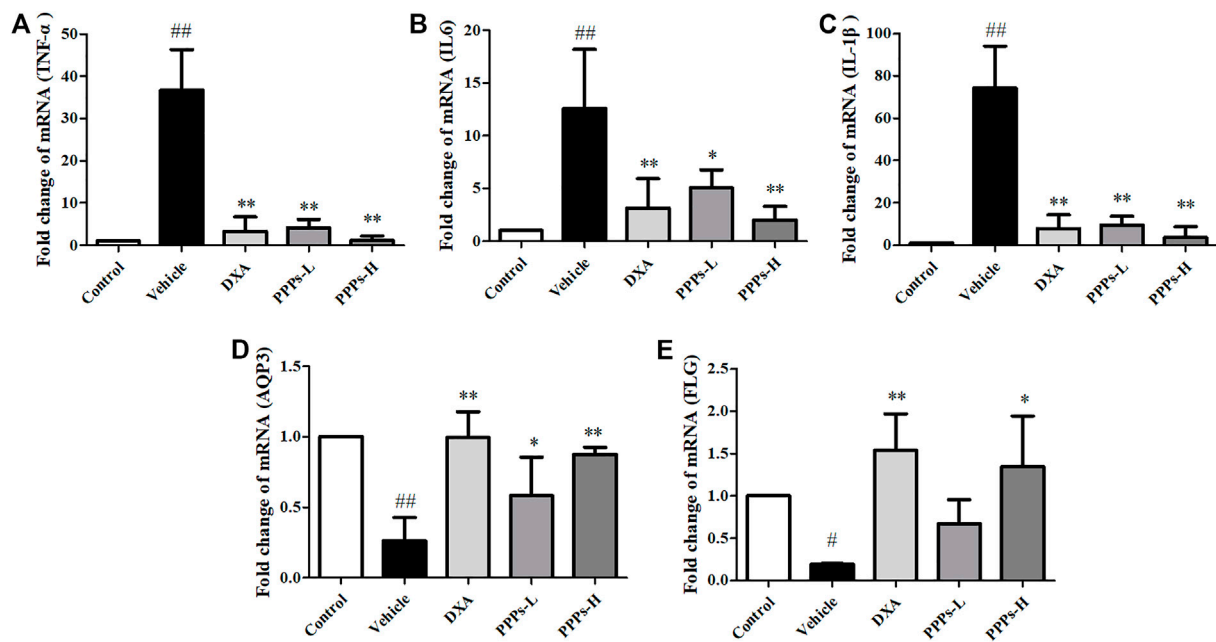 A
Fold change of mRNA (TNF-α)
50
40
30
20
10
0
##
**
**
**
Control
Vehicle
DXA
PPPs-L
PPPs-H
B
Fold change of mRNA (IL6)
20
15
10
5
0
##
**
*
**
Control
Vehicle
DXA
PPPs-L
PPPs-H
C
Fold change of mRNA (IL-1β)
100
80
60
40
20
0
##
**
**
**
Control
Vehicle
DXA
PPPs-L
PPPs-H
D
Fold change of mRNA (AQP3)
1.5
1.0
0.5
0.0
##
**
*
**
Control
Vehicle
DXA
PPPs-L
PPPs-H
E
Fold change of mRNA (FLG)
2.5
2.0
1.5
1.0
0.5
0.0
#
**
*
Control
Vehicle
DXA
PPPs-L
PPPs-H